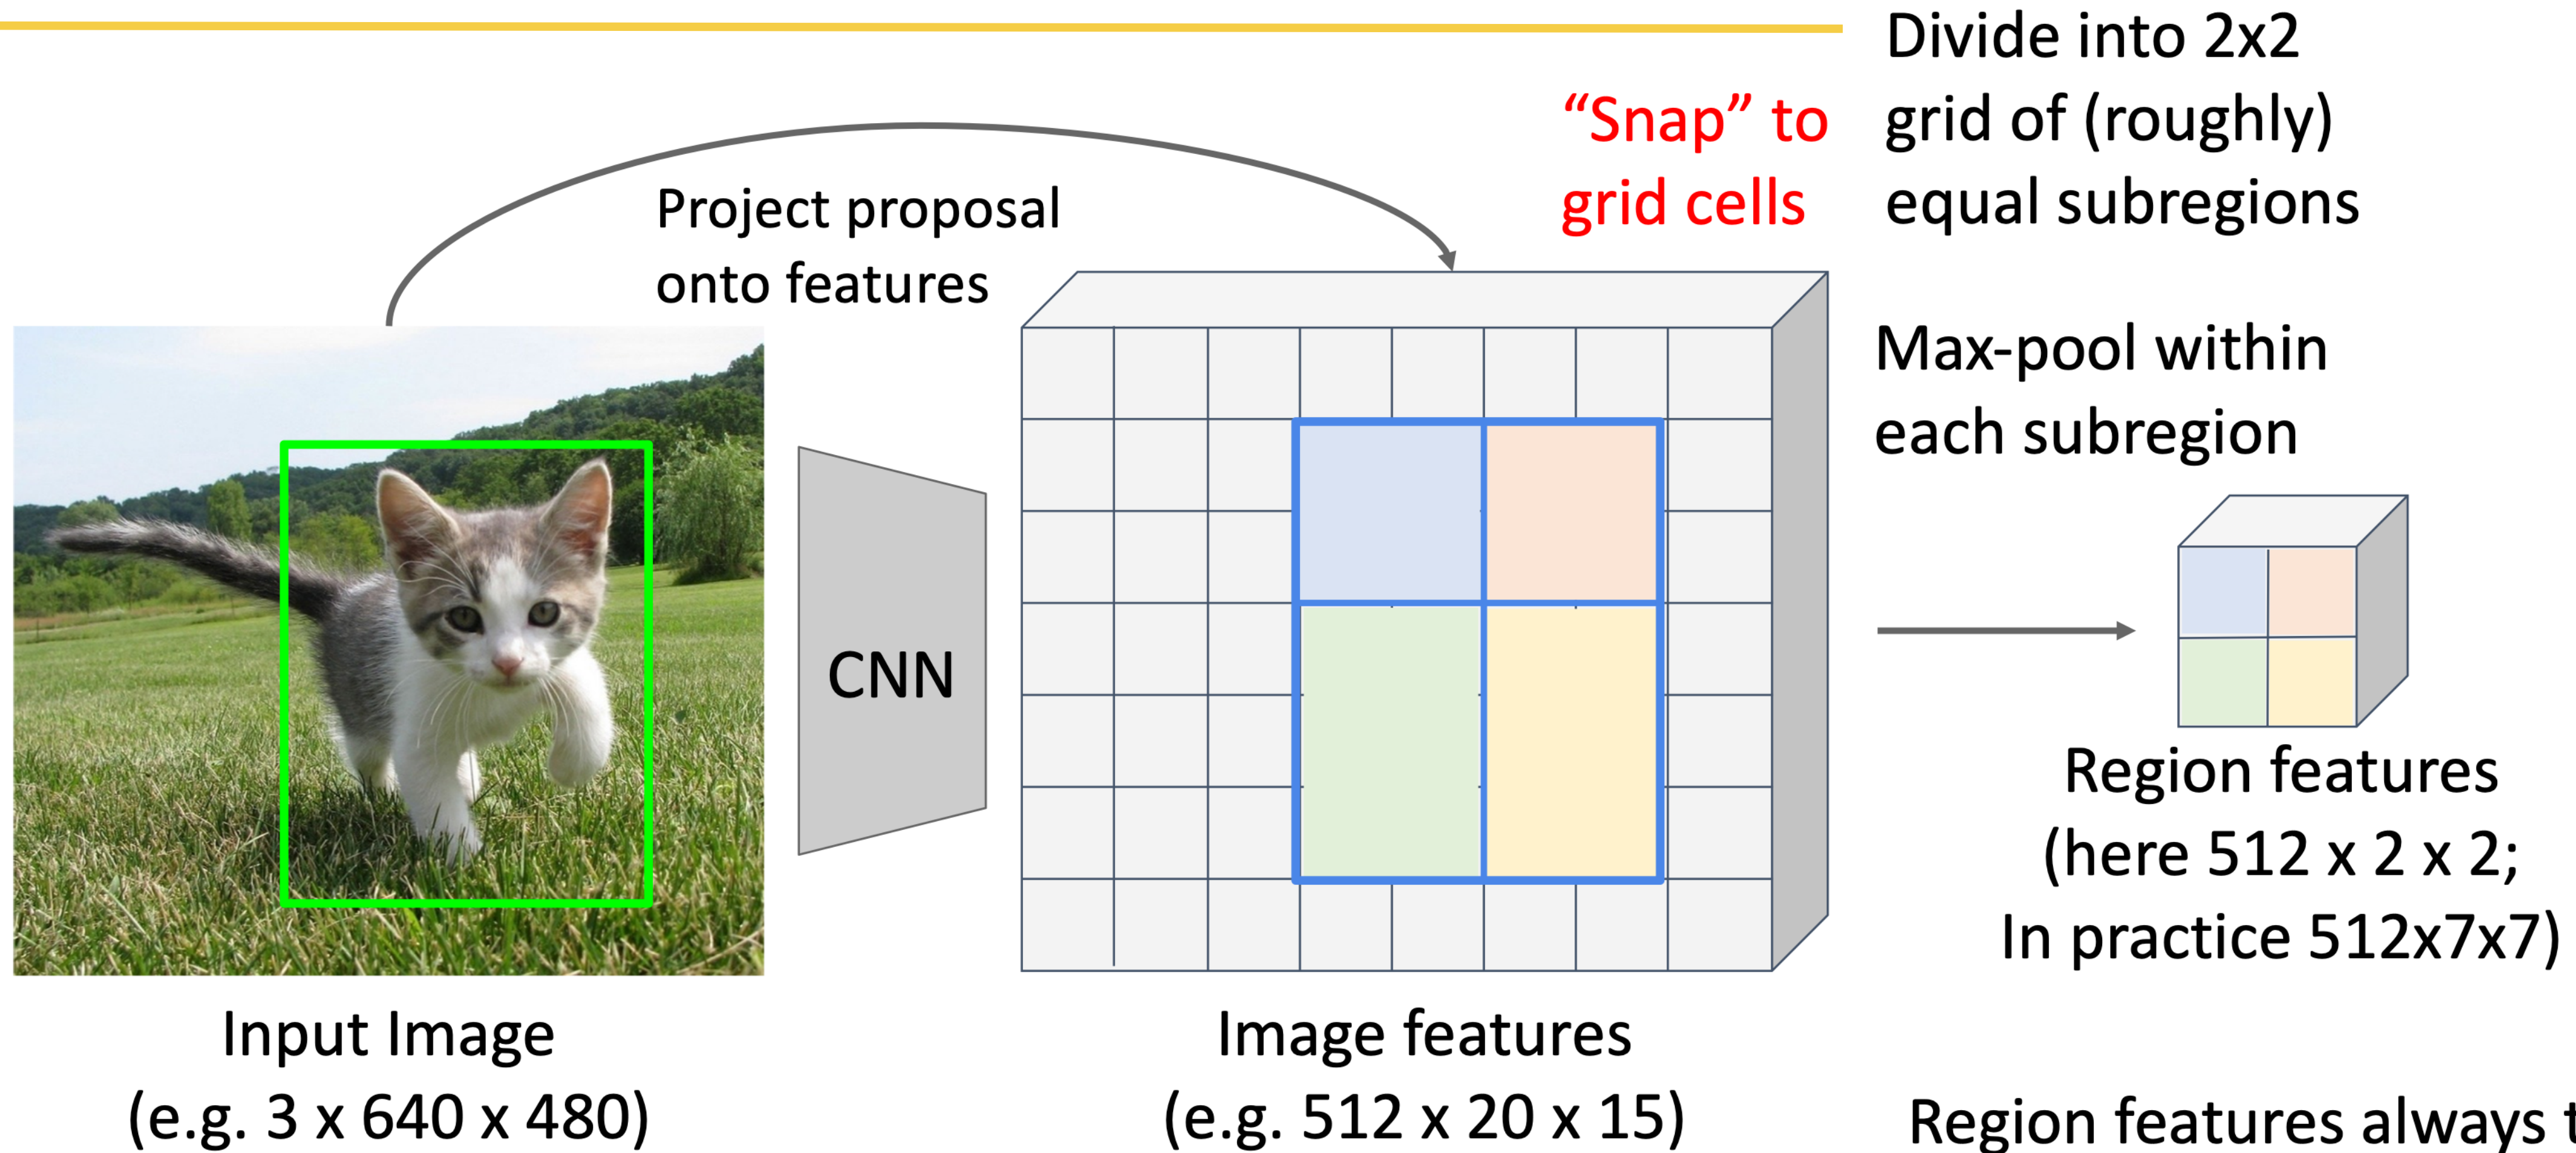 Divide into 2x2
grid of (roughly)
equal subregions
“Snap” to
grid cells
Project proposal
onto features
Max-pool within
each subregion
CNN
Region features
(here 512 x 2 x 2;
In practice 512x7x7)
Input Image
(e.g. 3 x 640 x 480)
Image features
(e.g. 512 x 20 x 15)
Region features always